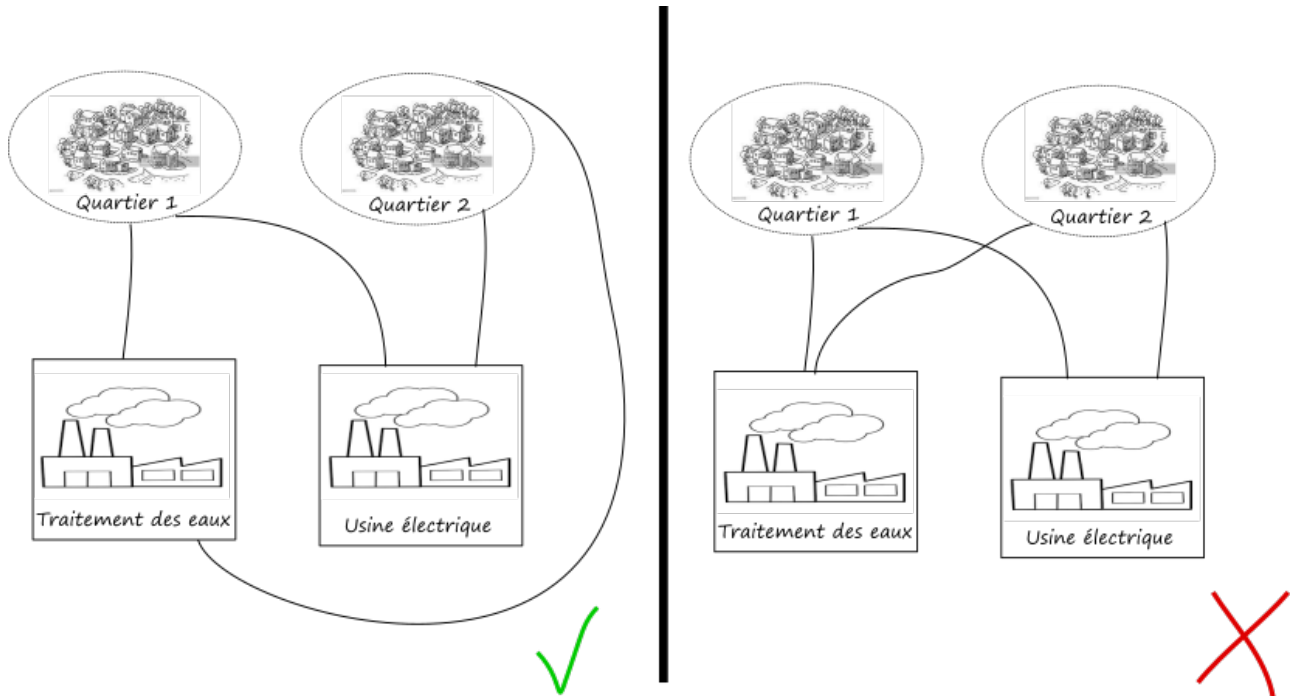 Quartier 1
Quartier 2
Traitement des eaux
Usine électrique
Quartier 1
Quartier 2
Traitement des eaux
Usine électrique